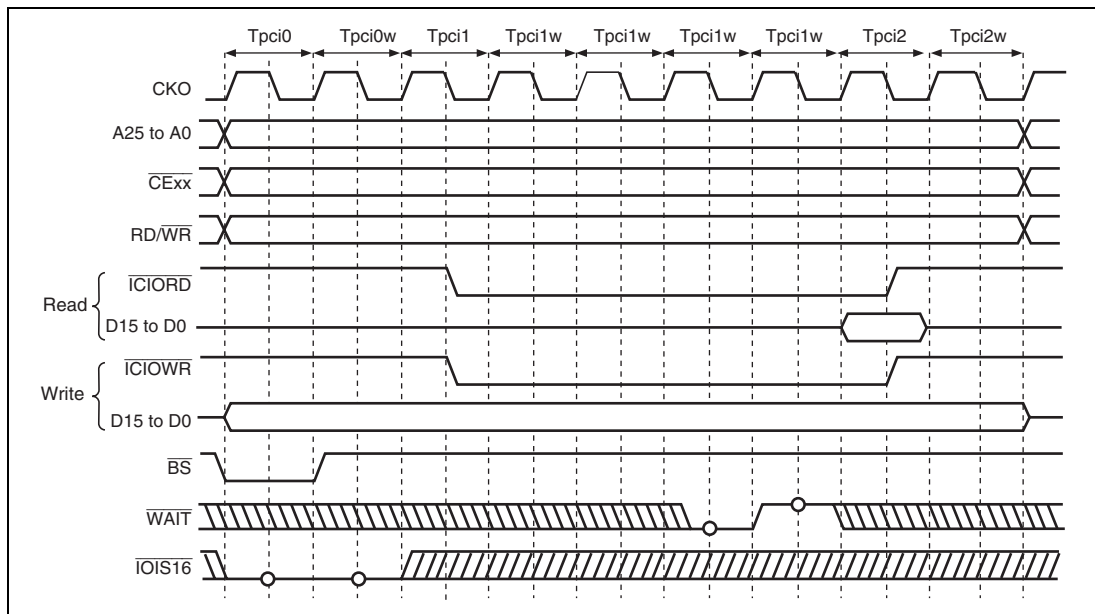 Tpci0 Tpci0w Tpci1 Tpci1w Tpci1w Tpci1w Tpci1w Tpci2 Tpci2w
CKO
A25 to A0
CExx
RD/WR
ICIORD
Read
D15 to D0
ICIOWR
Write
D15 to D0
BS
WAIT
IOIS16